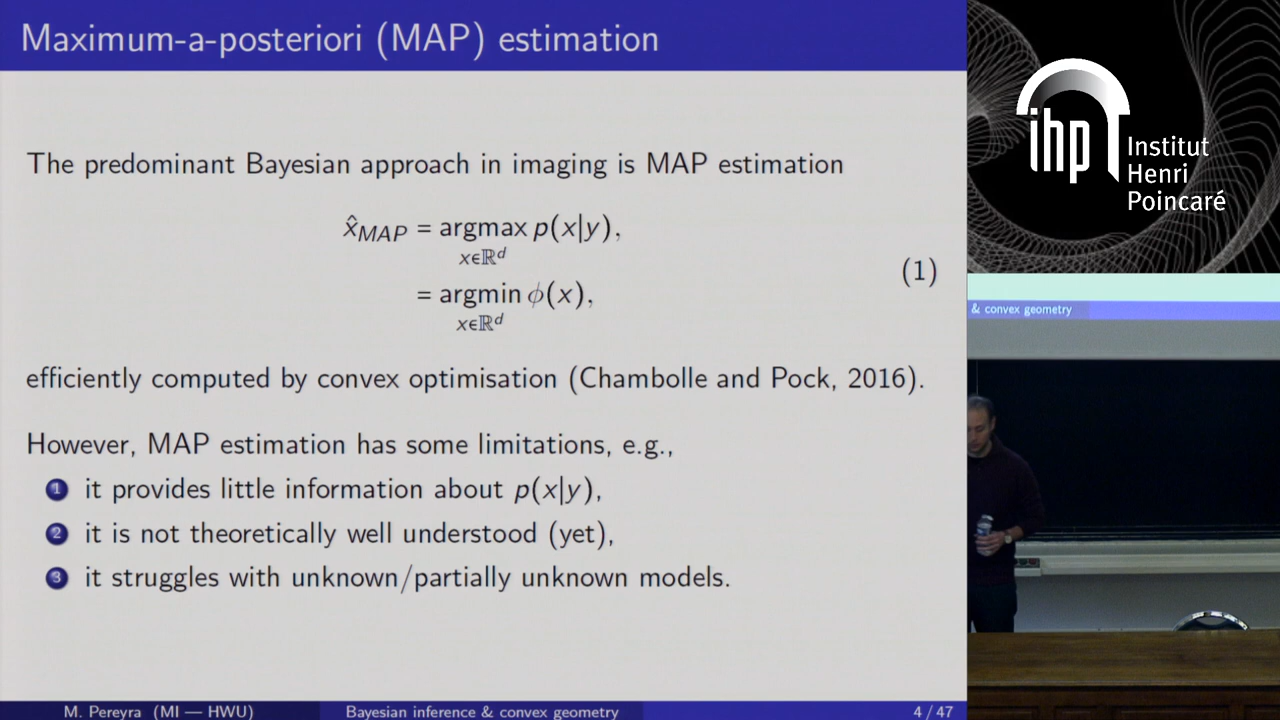 Maximum-a-posteriori (MAP) estimation
The predominant Bayesian approach in imaging is MAP estimation
x̂_MAP = argmax p(x|y),
x∈ℝ^d
(1)
= argmin ϕ(x),
x∈ℝ^d
efficiently computed by convex optimisation (Chambolle and Pock, 2016).
However, MAP estimation has some limitations, e.g.,
1 it provides little information about p(x|y),
2 it is not theoretically well understood (yet),
3 it struggles with unknown/partially unknown models.
M. Pereyra (MI — HWU)
Bayesian inference & convex geometry
4 / 47
ihp
Institut
Henri
Poincaré
& convex geometry